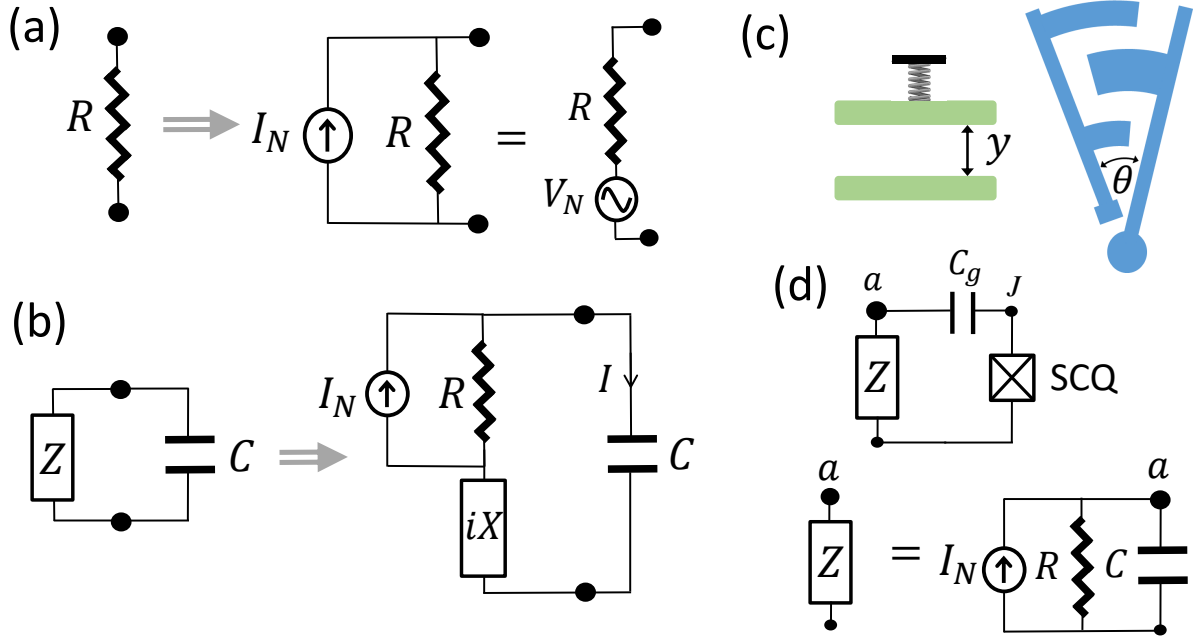 (a)
R
I_N
R
=
R
V_N
(b)
Z
C
I_N
R
I
C
iX
(c)
y
θ
(d)
a
C_g
J
Z
SCQ
a
Z
=
I_N
R
C
a